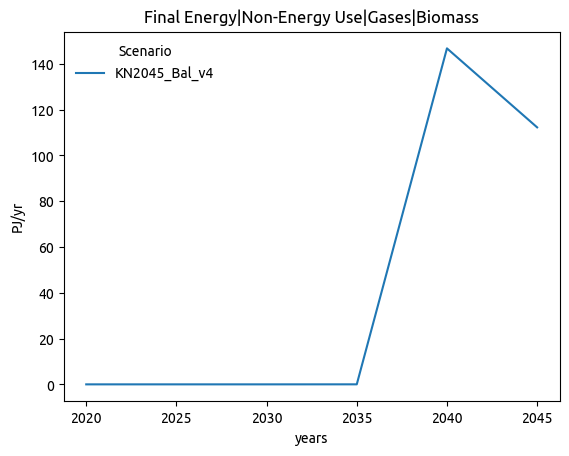 Final Energy|Non-Energy Use|Gases|Biomass
Scenario
KN2045_Bal_v4
PJ/yr
140
120
100
80
60
40
20
0
2020 2025 2030 2035 2040 2045
years